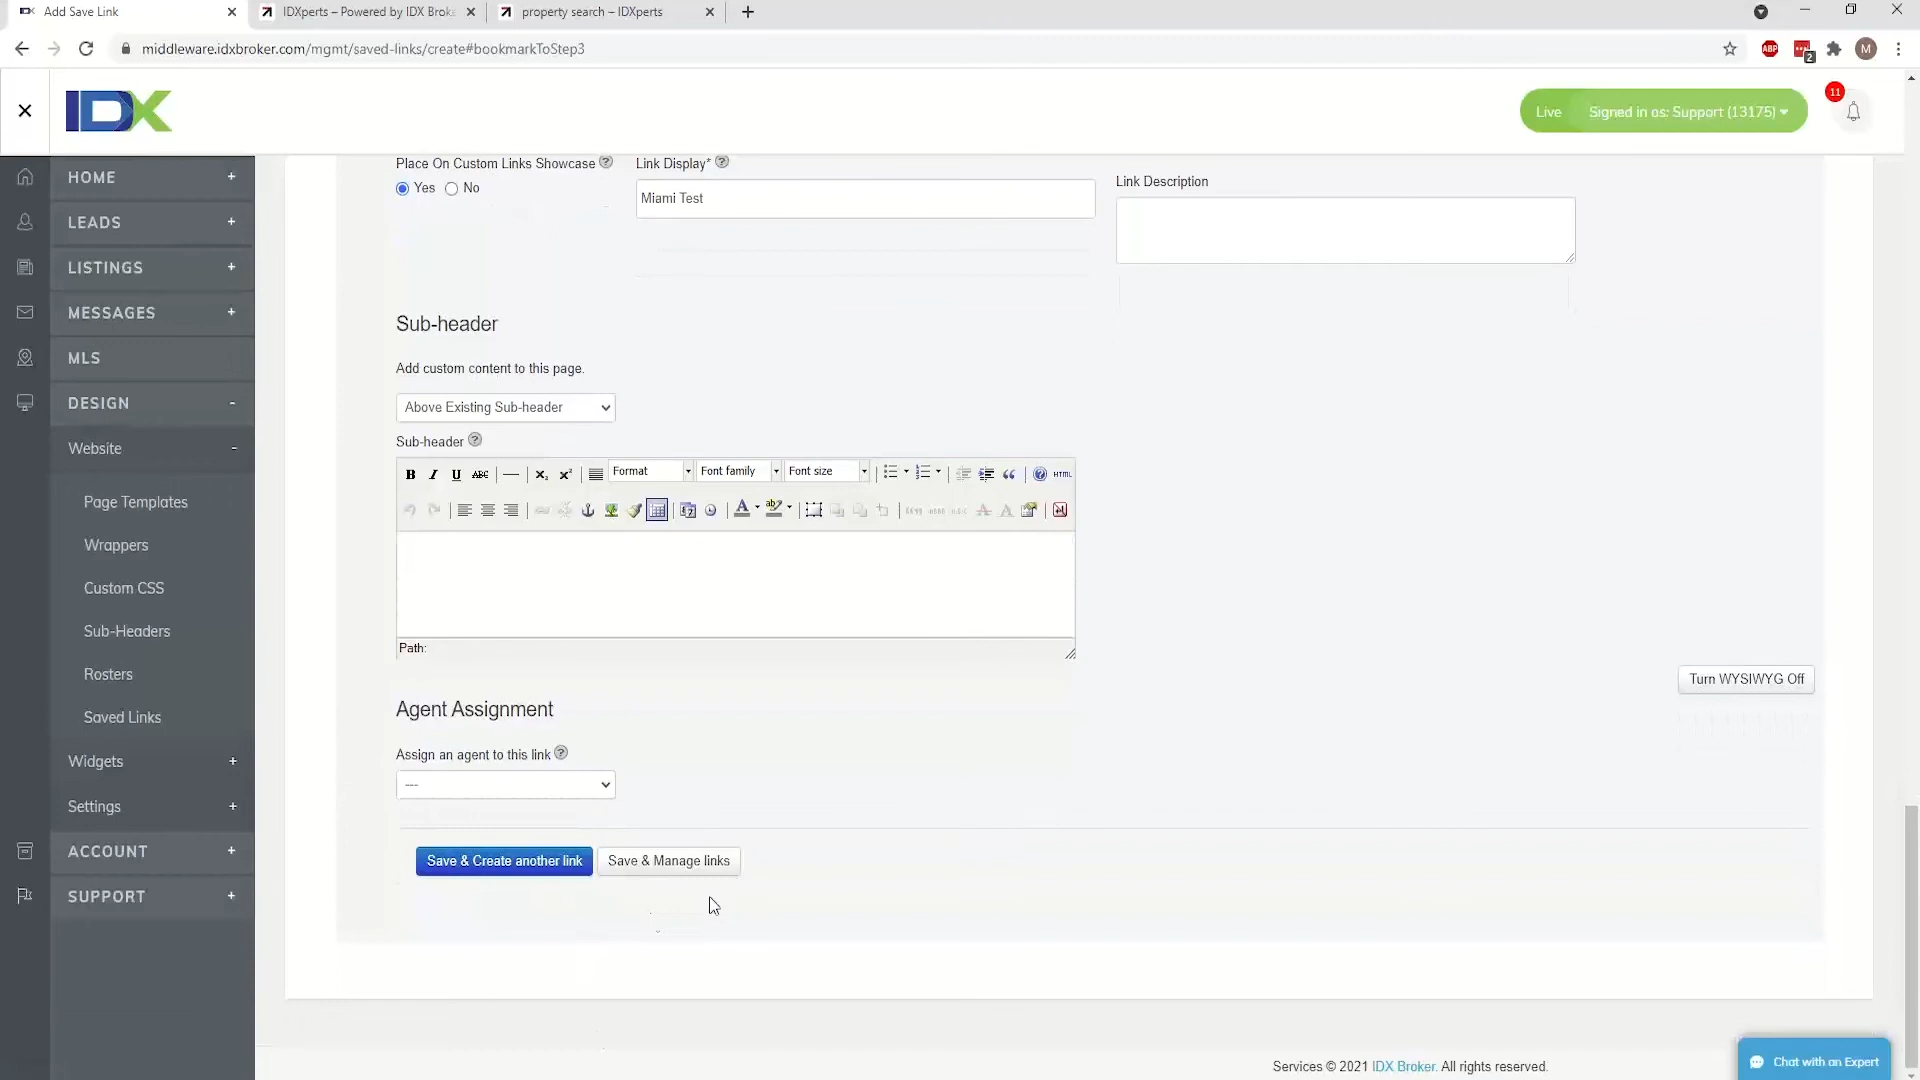 Add Save Link
IDXperts – Powered by IDX Broke
property search – IDXperts
middleware.idxbroker.com/mgmt/saved-links/create#bookmarkToStep3
ABP
2
M
IDX
Live Signed in as: Support (13175)
11
HOME +
LEADS +
LISTINGS +
MESSAGES +
MLS
DESIGN -
Website -
Page Templates
Wrappers
Custom CSS
Sub-Headers
Rosters
Saved Links
Widgets +
Settings +
ACCOUNT +
SUPPORT +
Place On Custom Links Showcase ?
Yes No
Link Display* ?
Miami Test
Link Description
Sub-header
Add custom content to this page.
Above Existing Sub-header
Sub-header ?
B I U ABC Format Font family Font size HTML
Path:
Turn WYSIWYG Off
Agent Assignment
Assign an agent to this link ?
---
Save & Create another link Save & Manage links
Services © 2021 IDX Broker. All rights reserved.
Chat with an Expert